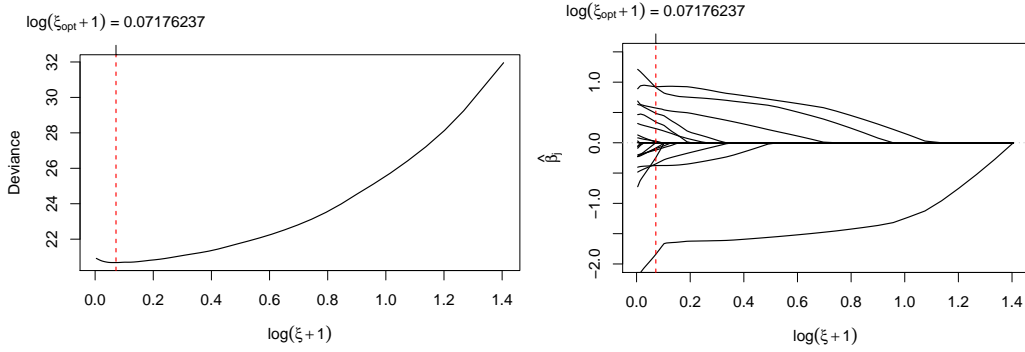 log(ξopt + 1) = 0.07176237
Deviance
32
30
28
26
24
22
0.0 0.2 0.4 0.6 0.8 1.0 1.2 1.4
log(ξ + 1)
log(ξopt + 1) = 0.07176237
β̂j
1.0
0.0
−1.0
−2.0
0.0 0.2 0.4 0.6 0.8 1.0 1.2 1.4
log(ξ + 1)